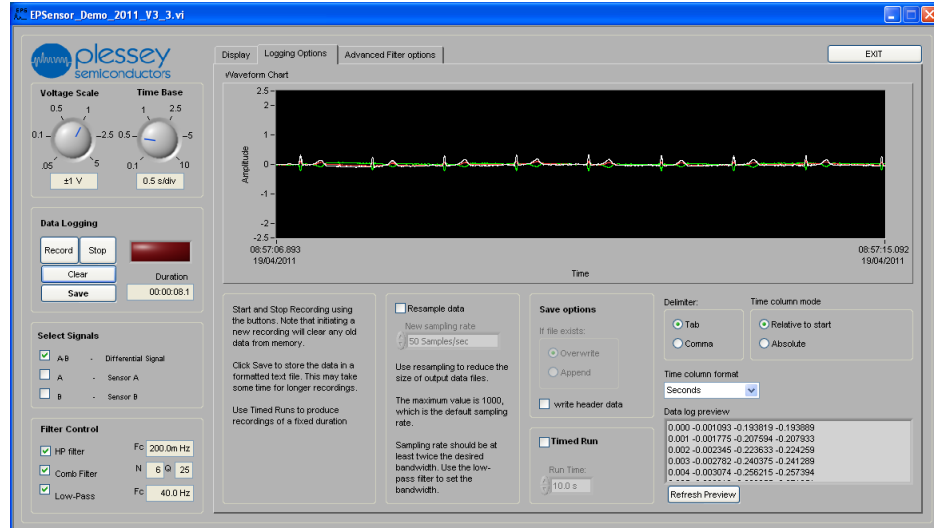 EPSensor_Demo_2011_V3_3.vi
plessey
semiconductors
Voltage Scale
0.5 1
0.1 2.5
.05 5
±1 V
Time Base
1 2.5
0.5 5
0.1 10
0.5 s/div
Data Logging
Record Stop
Clear
Save
Duration
00:00:08.1
Select Signals
A-B - Differential Signal
A - Sensor A
B - Sensor B
Filter Control
HP filter Fc 200.0m Hz
Comb Filter N 6 Q 25
Low-Pass Fc 40.0 Hz
Display Logging Options Advanced Filter options
EXIT
Waveform Chart
Amplitude
2.5
2
1
0
-1
-2
-2.5
08:57:06.893
19/04/2011
08:57:15.092
19/04/2011
Time
Start and Stop Recording using
the buttons. Note that initiating a
new recording will clear any old
data from memory.
Click Save to store the data in a
formatted text file. This may take
some time for longer recordings.
Use Timed Runs to produce
recordings of a fixed duration
Resample data
New sampling rate
50 Samples/sec
Use resampling to reduce the
size of output data files.
The maximum value is 1000,
which is the default sampling
rate.
Sampling rate should be at
least twice the desired
bandwidth. Use the low-
pass filter to set the
bandwidth.
Save options
If file exists:
Overwrite
Append
write header data
Timed Run
Run Time:
10.0 s
Delimiter:
Tab
Comma
Time column mode
Relative to start
Absolute
Time column format
Seconds
Data log preview
0.000 -0.001093 -0.193819 -0.193889
0.001 -0.001775 -0.207594 -0.207933
0.002 -0.002345 -0.223633 -0.224259
0.003 -0.002782 -0.240375 -0.241289
0.004 -0.003074 -0.256215 -0.257394
Refresh Preview